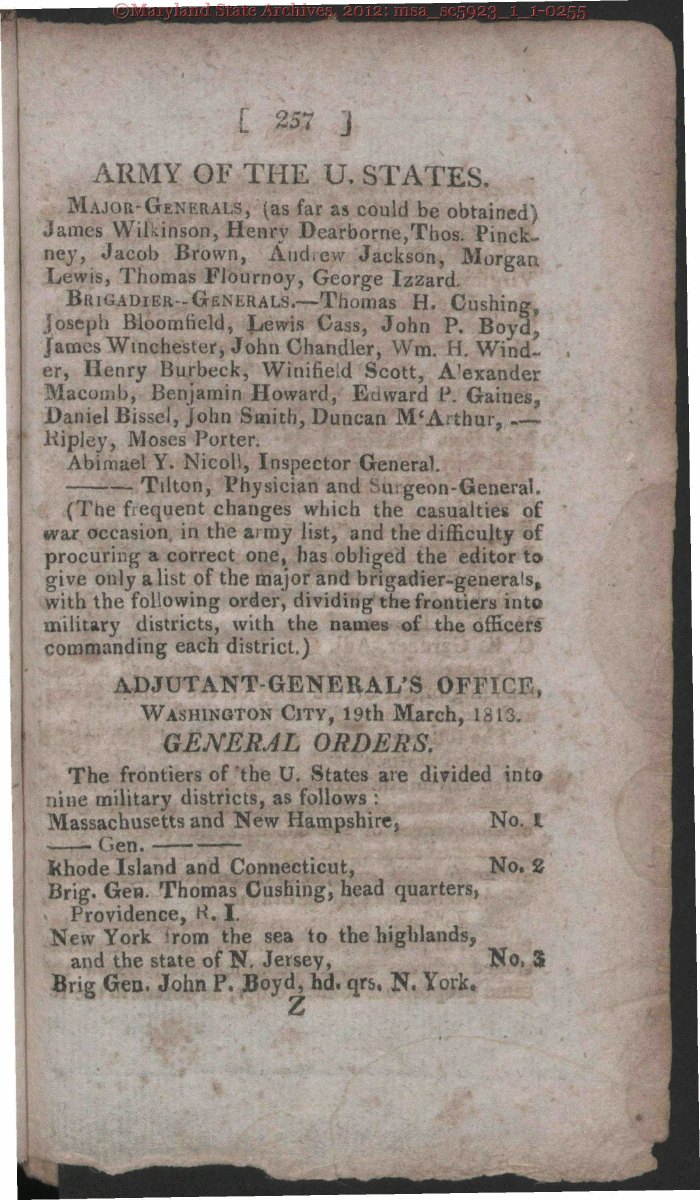 ©Maryland State Archives, 2012: msa_sc5923_1_1-0255
[ 257 ]
ARMY OF THE U. STATES.
MAJOR-GENERALS, (as far as could be obtained)
James Wilkinson, Henry Dearborne, Thos. Pinck-
ney, Jacob Brown, Andrew Jackson, Morgan
Lewis, Thomas Flournoy, George Izzard.
BRIGADIER--GENERALS.—Thomas H. Cushing,
Joseph Bloomfield, Lewis Cass, John P. Boyd,
James Winchester, John Chandler, Wm. H. Wind-
er, Henry Burbeck, Winifield Scott, Alexander
Macomb, Benjamin Howard, Edward P. Gaines,
Daniel Bissel, John Smith, Duncan M‘Arthur, -—
Ripley, Moses Porter.
Abimael Y. Nicoll, Inspector General.
——— Tilton, Physician and Surgeon-General.
(The frequent changes which the casualties of
war occasion in the army list, and the difficulty of
procuring a correct one, has obliged the editor to
give only a list of the major and brigadier-generals,
with the following order, dividing the frontiers into
military districts, with the names of the officers
commanding each district.)
ADJUTANT-GENERAL'S OFFICE,
WASHINGTON CITY, 19th March, 1813.
GENERAL ORDERS.
The frontiers of the U. States are divided into
nine military districts, as follows :
Massachusetts and New Hampshire, No. 1
—— Gen. ——— ——
Rhode Island and Connecticut, No. 2
Brig. Gen. Thomas Cushing, head quarters,
Providence, R. I.
New York from the sea to the highlands,
and the state of N. Jersey, No. 3
Brig Gen. John P. Boyd, hd. qrs. N. York.
Z